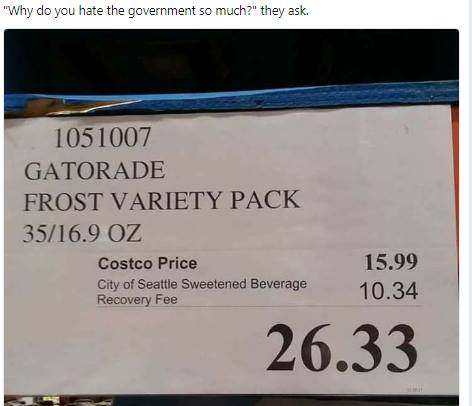 "Why do you hate the government so much?" they ask.
1051007
GATORADE
FROST VARIETY PACK
35/16.9 OZ
Costco Price 15.99
City of Seattle Sweetened Beverage
Recovery Fee 10.34
26.33